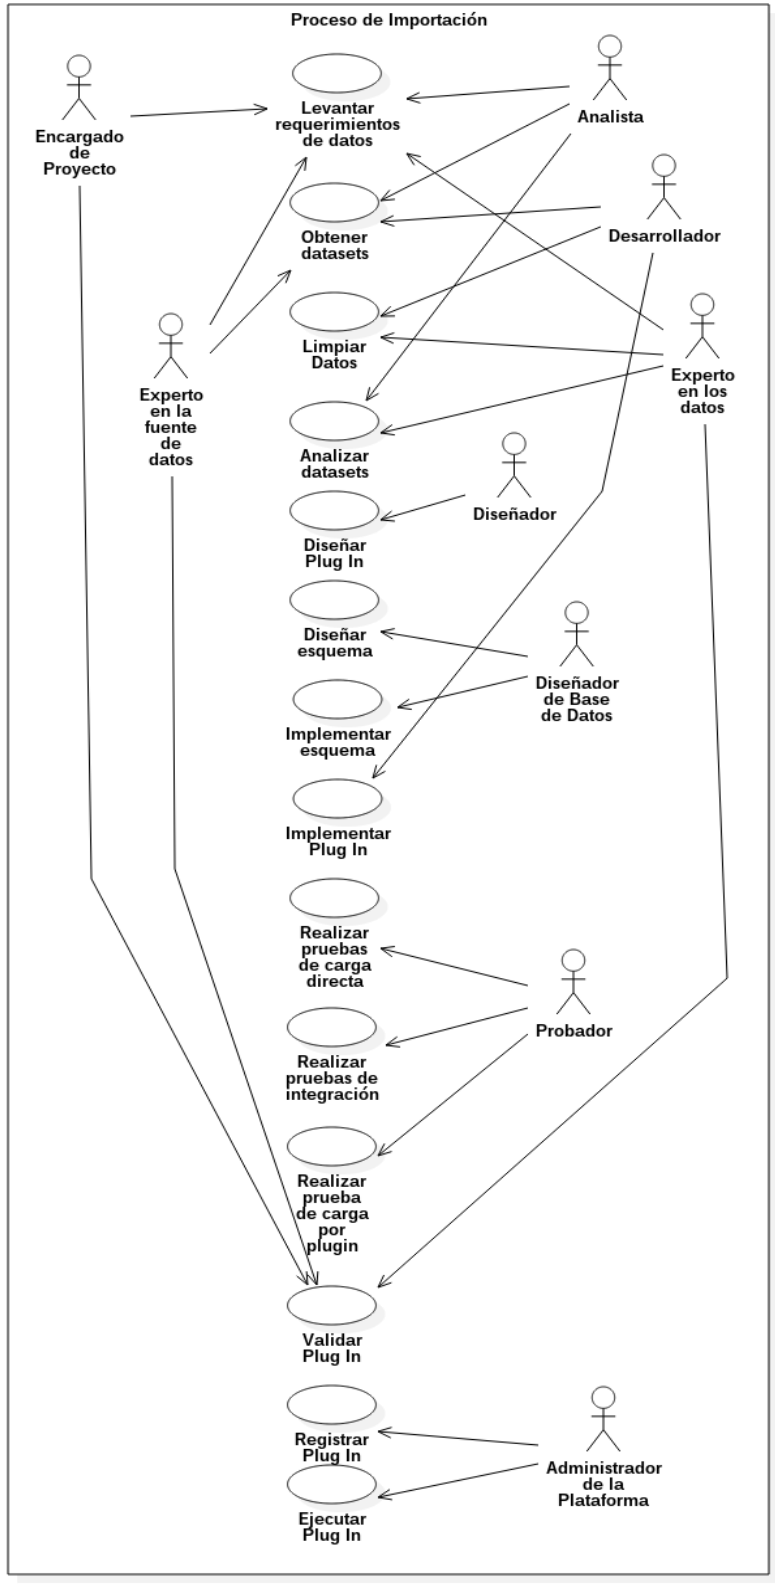 Proceso de Importación
Levantar
requerimientos
de datos
Analista
Encargado
de
Proyecto
Obtener
datasets
Desarrollador
Limpiar
Datos
Experto
en los
datos
Experto
en la
fuente
de
datos
Analizar
datasets
Diseñador
Diseñar
Plug In
Diseñar
esquema
Diseñador
de Base
de Datos
Implementar
esquema
Implementar
Plug In
Realizar
pruebas
de carga
directa
Probador
Realizar
pruebas de
integración
Realizar
prueba
de carga
por
plugin
Validar
Plug In
Registrar
Plug In
Administrador
de la
Plataforma
Ejecutar
Plug In